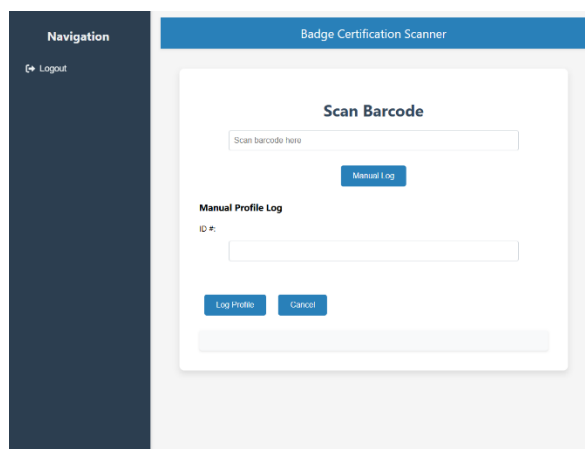 Navigation
Badge Certification Scanner
Logout
Scan Barcode
Scan barcode here
Manual Log
Manual Profile Log
ID #:
Log Profile
Cancel